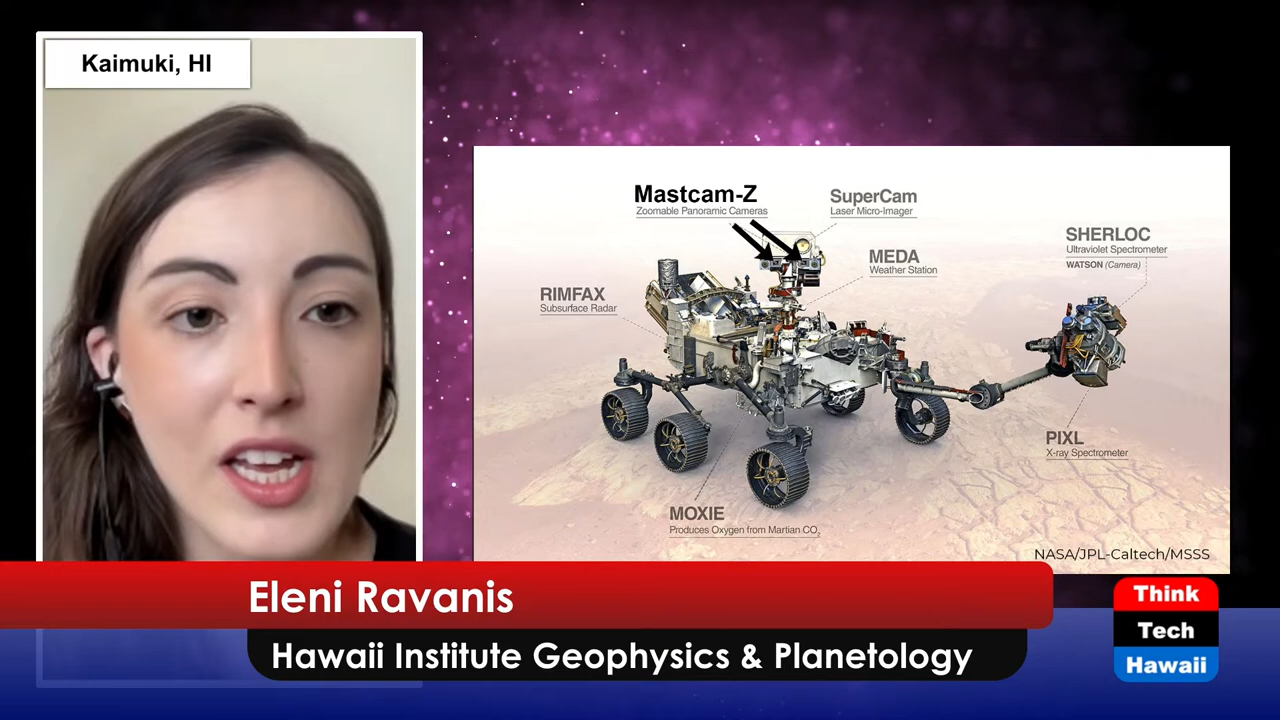 Kaimuki, HI
Mastcam-Z
Zoomable Panoramic Cameras
SuperCam
Laser Micro-Imager
MEDA
Weather Station
SHERLOC
Ultraviolet Spectrometer
WATSON (Camera)
RIMFAX
Subsurface Radar
PIXL
X-ray Spectrometer
MOXIE
Produces Oxygen from Martian CO₂
NASA/JPL-Caltech/MSSS
Eleni Ravanis
Hawaii Institute Geophysics & Planetology
Think
Tech
Hawaii